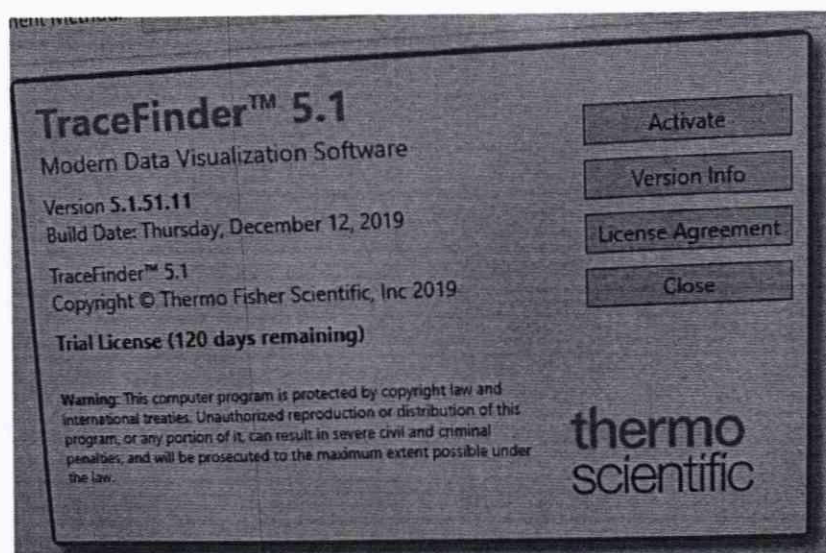 TraceFinder™ 5.1
Modern Data Visualization Software
Version 5.1.51.11
Build Date: Thursday, December 12, 2019
TraceFinder™ 5.1
Copyright © Thermo Fisher Scientific, Inc 2019
Trial License (120 days remaining)
Warning: This computer program is protected by copyright law and
international treaties. Unauthorized reproduction or distribution of this
program, or any portion of it, can result in severe civil and criminal
penalties, and will be prosecuted to the maximum extent possible under
the law.
Activate
Version Info
License Agreement
Close
thermo
scientific